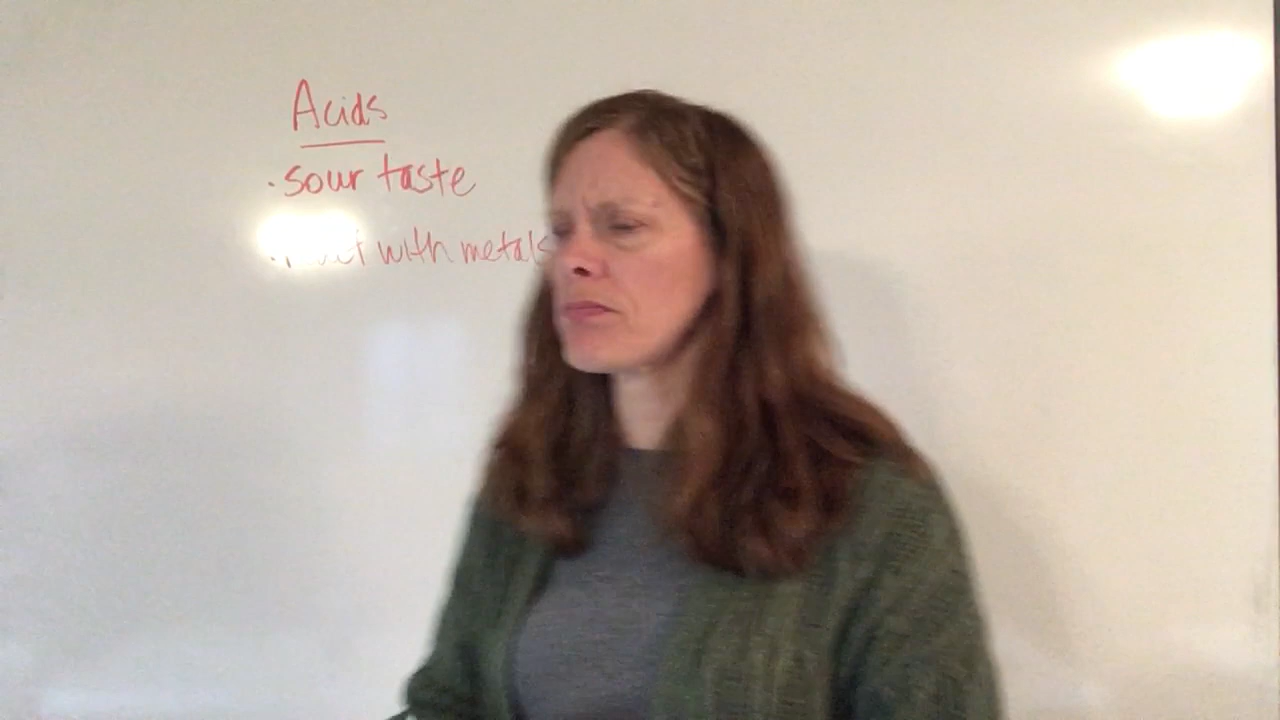 Acids
· sour taste
· with metals